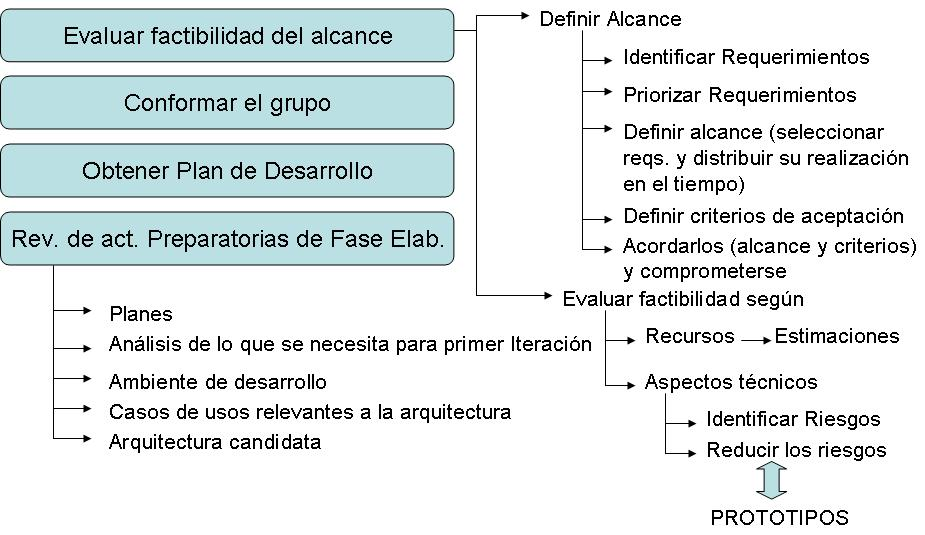 Evaluar factibilidad del alcance
Conformar el grupo
Obtener Plan de Desarrollo
Rev. de act. Preparatorias de Fase Elab.
Planes
Análisis de lo que se necesita para primer Iteración
Ambiente de desarrollo
Casos de usos relevantes a la arquitectura
Arquitectura candidata
Definir Alcance
Identificar Requerimientos
Priorizar Requerimientos
Definir alcance (seleccionar
reqs. y distribuir su realización
en el tiempo)
Definir criterios de aceptación
Acordarlos (alcance y criterios)
y comprometerse
Evaluar factibilidad según
Recursos
Estimaciones
Aspectos técnicos
Identificar Riesgos
Reducir los riesgos
PROTOTIPOS